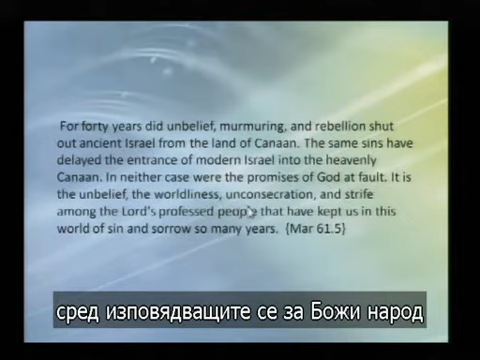 For forty years did unbelief, murmuring, and rebellion shut
out ancient Israel from the land of Canaan. The same sins have
delayed the entrance of modern Israel into the heavenly
Canaan. In neither case were the promises of God at fault. It is
the unbelief, the worldliness, unconsecration, and strife
among the Lord's professed people that have kept us in this
world of sin and sorrow so many years. {Mar 61.5}
сред изповядващите се за Божи народ